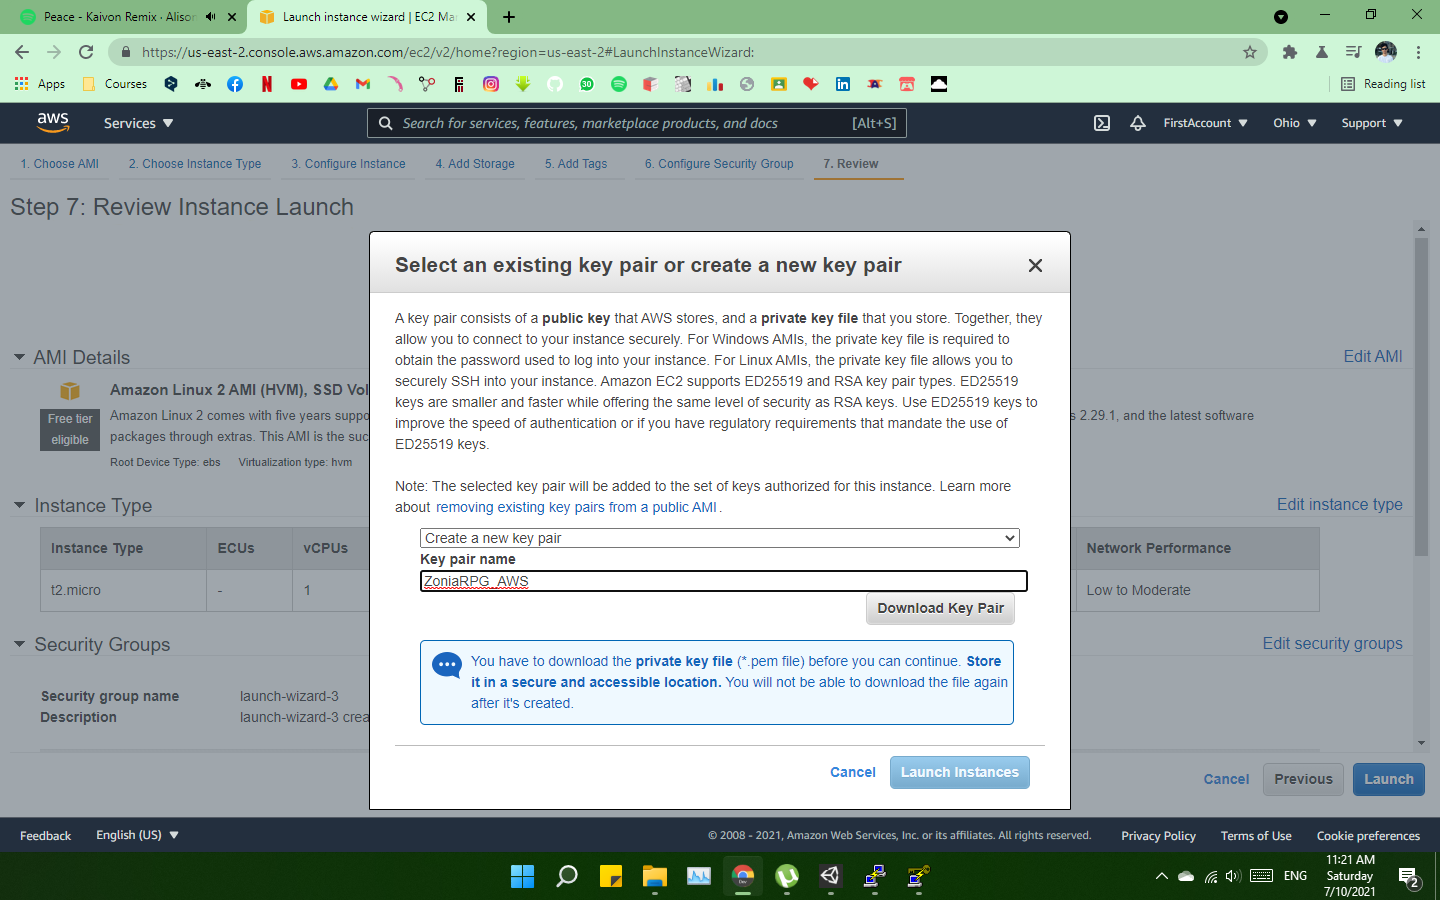 Peace - Kaivon Remix · Alison
Launch instance wizard | EC2 Mar
https://us-east-2.console.aws.amazon.com/ec2/v2/home?region=us-east-2#LaunchInstanceWizard:
Apps
Courses
30
Reading list
aws
Services
Search for services, features, marketplace products, and docs
[Alt+S]
FirstAccount
Ohio
Support
1. Choose AMI
2. Choose Instance Type
3. Configure Instance
4. Add Storage
5. Add Tags
6. Configure Security Group
7. Review
Step 7: Review Instance Launch
Select an existing key pair or create a new key pair
A key pair consists of a public key that AWS stores, and a private key file that you store. Together, they
allow you to connect to your instance securely. For Windows AMIs, the private key file is required to
obtain the password used to log into your instance. For Linux AMIs, the private key file allows you to
securely SSH into your instance. Amazon EC2 supports ED25519 and RSA key pair types. ED25519
keys are smaller and faster while offering the same level of security as RSA keys. Use ED25519 keys to
improve the speed of authentication or if you have regulatory requirements that mandate the use of
ED25519 keys.
Note: The selected key pair will be added to the set of keys authorized for this instance. Learn more
about removing existing key pairs from a public AMI .
Create a new key pair
Key pair name
ZoniaRPG_AWS
Download Key Pair
You have to download the private key file (*.pem file) before you can continue. Store
it in a secure and accessible location. You will not be able to download the file again
after it's created.
Cancel
Launch Instances
AMI Details
Edit AMI
Amazon Linux 2 AMI (HVM), SSD Vol
Free tier
eligible
Amazon Linux 2 comes with five years suppo
s 2.29.1, and the latest software
packages through extras. This AMI is the suc
Root Device Type: ebs
Virtualization type: hvm
Instance Type
Edit instance type
Instance Type
ECUs
vCPUs
Network Performance
t2.micro
-
1
Low to Moderate
Security Groups
Edit security groups
Security group name
launch-wizard-3
Description
launch-wizard-3 crea
Cancel
Previous
Launch
Feedback
English (US)
© 2008 - 2021, Amazon Web Services, Inc. or its affiliates. All rights reserved.
Privacy Policy
Terms of Use
Cookie preferences
ENG
11:21 AM
Saturday
7/10/2021
2